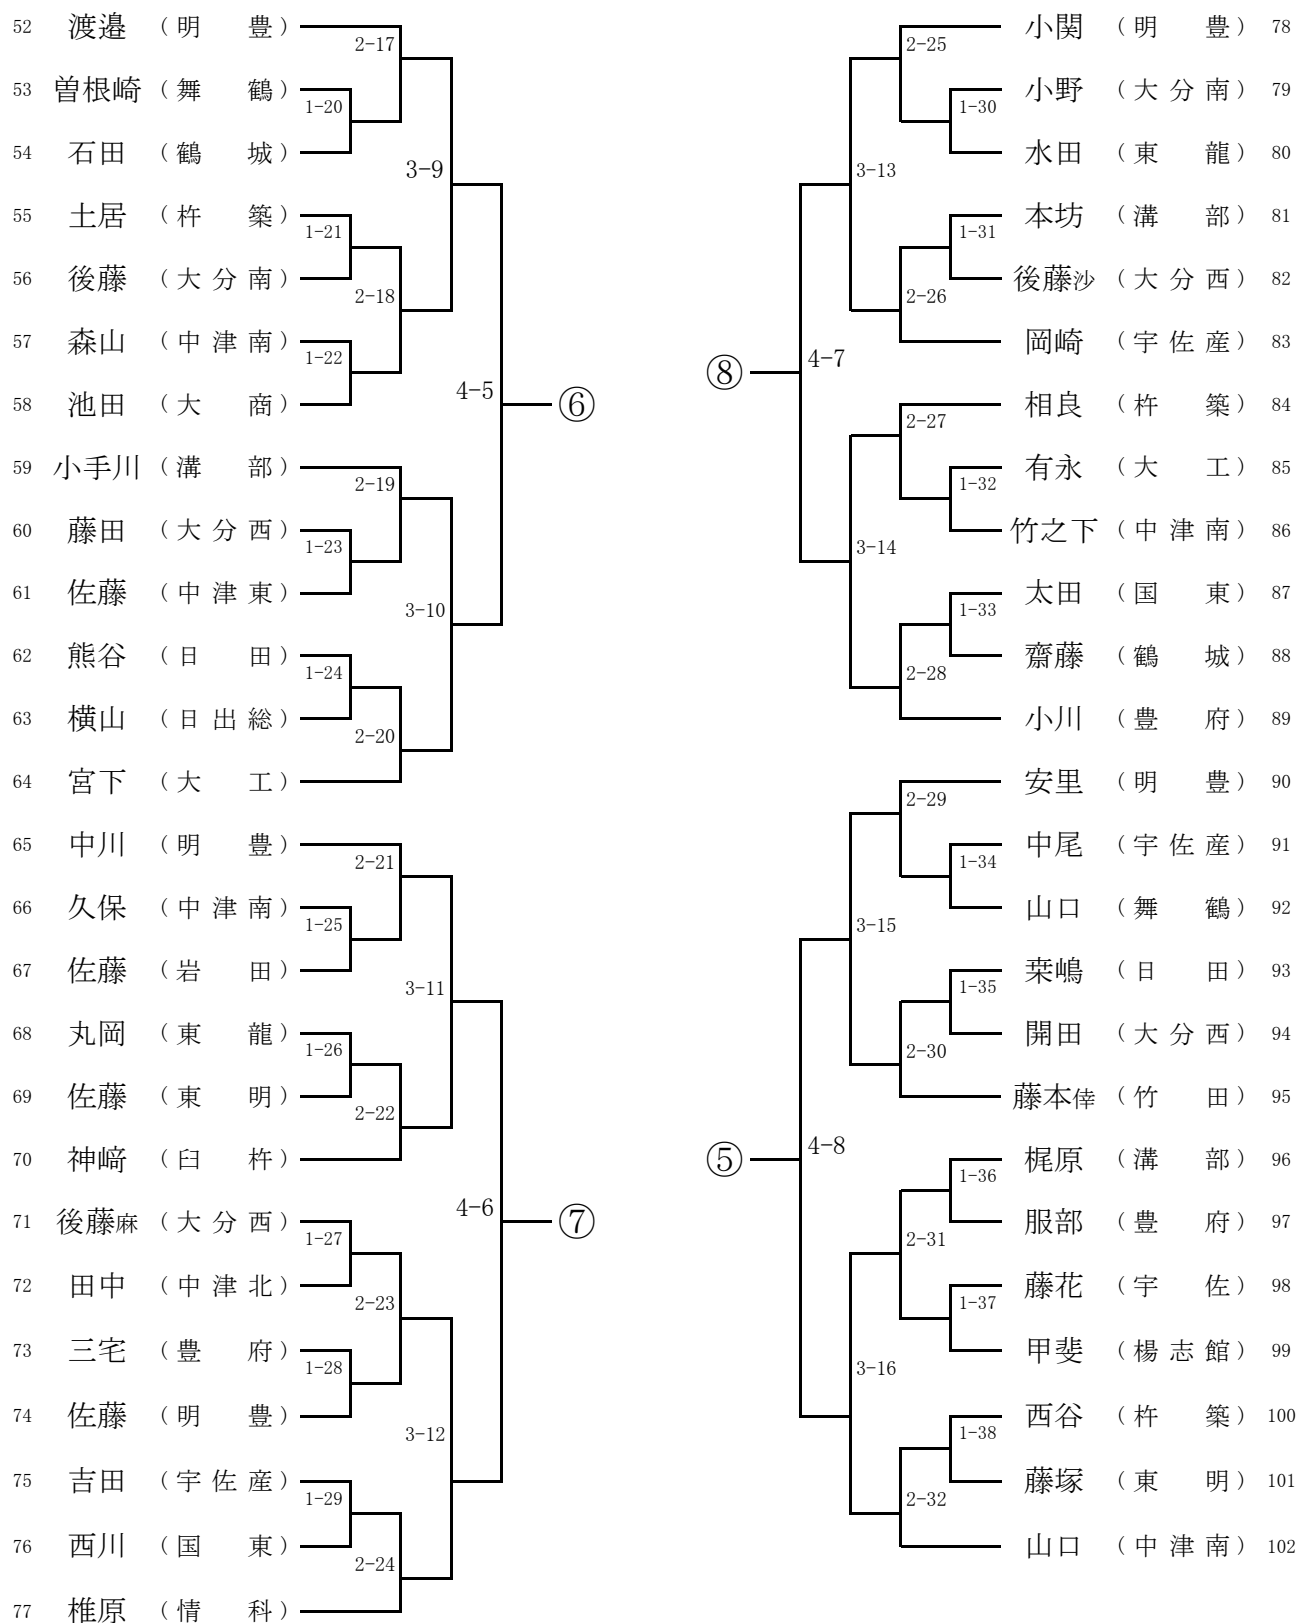 52 渡邉 （明 豊）
2-17
53 曽根崎 （舞 鶴）
1-20
54 石田 （鶴 城）
3-9
55 土居 （杵 築）
1-21
56 後藤 （大分南）
2-18
57 森山 （中津南）
1-22
58 池田 （大 商）
4-5
⑥
59 小手川 （溝 部）
2-19
60 藤田 （大分西）
1-23
61 佐藤 （中津東）
3-10
62 熊谷 （日 田）
1-24
63 横山 （日出総）
2-20
64 宮下 （大 工）
65 中川 （明 豊）
2-21
66 久保 （中津南）
1-25
67 佐藤 （岩 田）
3-11
68 丸岡 （東 龍）
1-26
69 佐藤 （東 明）
2-22
70 神﨑 （臼 杵）
4-6
⑦
71 後藤麻 （大分西）
1-27
72 田中 （中津北）
2-23
73 三宅 （豊 府）
1-28
74 佐藤 （明 豊）
3-12
75 吉田 （宇佐産）
1-29
76 西川 （国 東）
2-24
77 椎原 （情 科）
小関 （明 豊） 78
2-25
小野 （大分南） 79
1-30
水田 （東 龍） 80
3-13
本坊 （溝 部） 81
1-31
後藤沙 （大分西） 82
2-26
岡崎 （宇佐産） 83
⑧
4-7
相良 （杵 築） 84
2-27
有永 （大 工） 85
1-32
竹之下 （中津南） 86
3-14
太田 （国 東） 87
1-33
齋藤 （鶴 城） 88
2-28
小川 （豊 府） 89
安里 （明 豊） 90
2-29
中尾 （宇佐産） 91
1-34
山口 （舞 鶴） 92
3-15
桒嶋 （日 田） 93
1-35
開田 （大分西） 94
2-30
藤本倖 （竹 田） 95
⑤
4-8
梶原 （溝 部） 96
1-36
服部 （豊 府） 97
2-31
藤花 （宇 佐） 98
1-37
甲斐 （楊志館） 99
3-16
西谷 （杵 築） 100
1-38
藤塚 （東 明） 101
2-32
山口 （中津南） 102